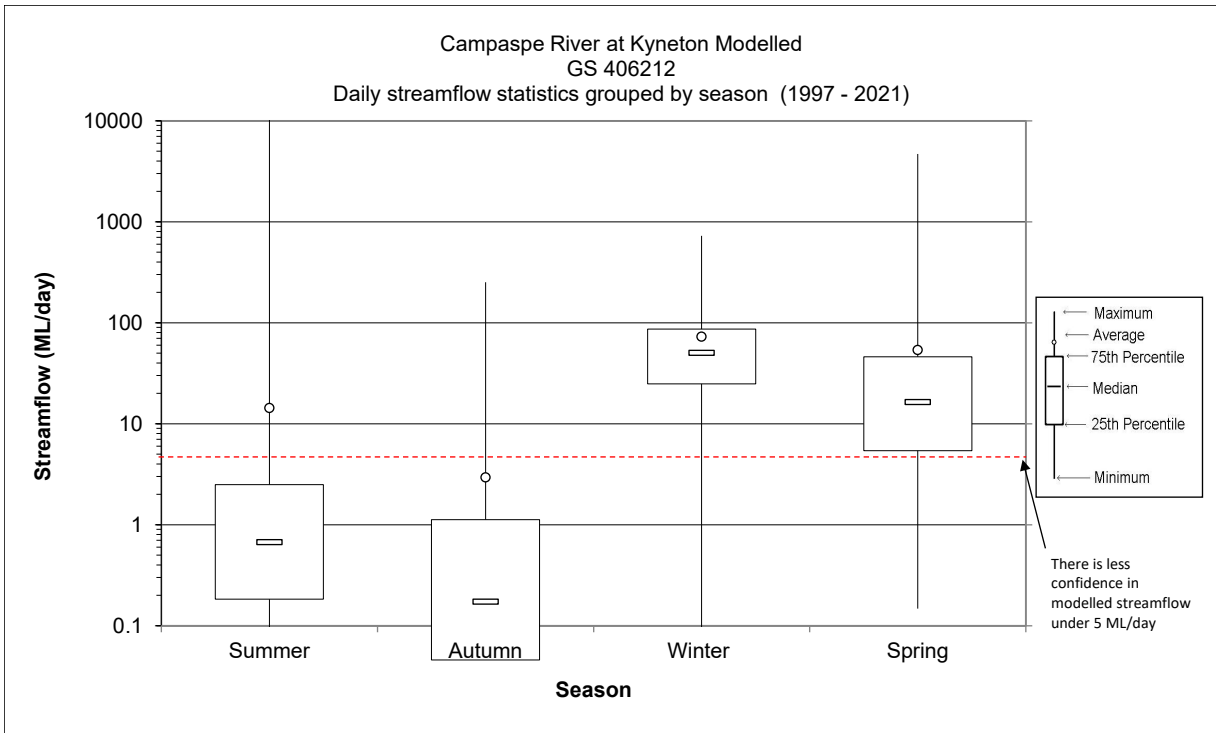 Campaspe River at Kyneton Modelled
GS 406212
Daily streamflow statistics grouped by season (1997 - 2021)
10000
1000
100
10
1
0.1
Streamflow (ML/day)
Summer
Autumn
Winter
Spring
Season
Maximum
Average
75th Percentile
Median
25th Percentile
Minimum
There is less
confidence in
modelled streamflow
under 5 ML/day